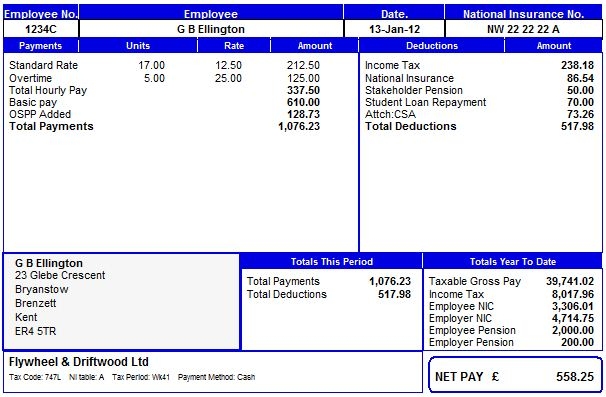 Employee No. Employee Date. National Insurance No.
1234C G B Ellington 13-Jan-12 NW 22 22 22 A
Payments Units Rate Amount Deductions Amount
Standard Rate 17.00 12.50 212.50 Income Tax 238.18
Overtime 5.00 25.00 125.00 National Insurance 86.54
Total Hourly Pay 337.50 Stakeholder Pension 50.00
Basic pay 610.00 Student Loan Repayment 70.00
OSPP Added 128.73 Attch:CSA 73.26
Total Payments 1,076.23 Total Deductions 517.98
G B Ellington
23 Glebe Crescent
Bryanstow
Brenzett
Kent
ER4 5TR
Totals This Period
Total Payments 1,076.23
Total Deductions 517.98
Totals Year To Date
Taxable Gross Pay 39,741.02
Income Tax 8,017.96
Employee NIC 3,306.01
Employer NIC 4,714.75
Employee Pension 2,000.00
Employer Pension 200.00
Flywheel & Driftwood Ltd
Tax Code: 747L NI table: A Tax Period: Wk41 Payment Method: Cash
NET PAY £ 558.25